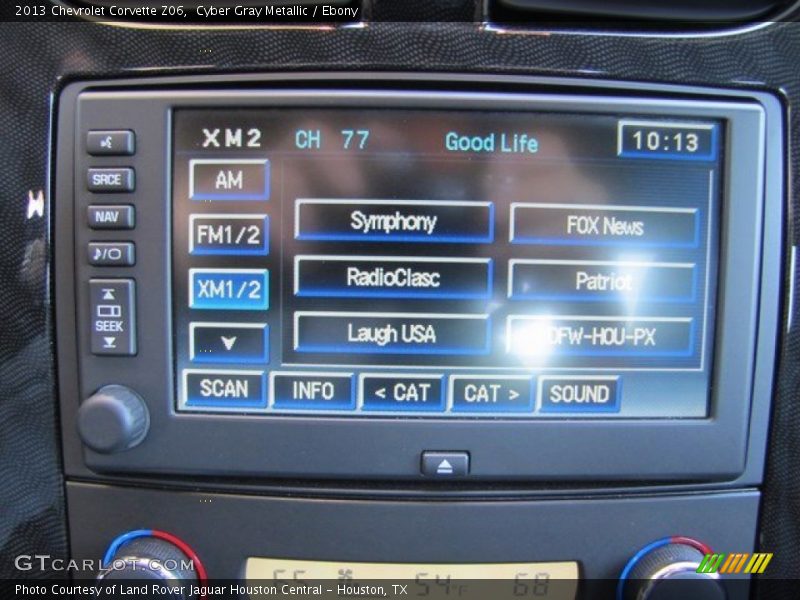 2013 Chevrolet Corvette Z06, Cyber Gray Metallic / Ebony
XM2 CH 77 Good Life 10:13
AM
FM1/2
XM1/2
Symphony FOX News
RadioClasc Patriot
Laugh USA DFW-HOU-PX
SCAN INFO < CAT CAT > SOUND
SRCE
NAV
SEEK
54°F 68
GTCARLOT.COM
Photo Courtesy of Land Rover Jaguar Houston Central - Houston, TX